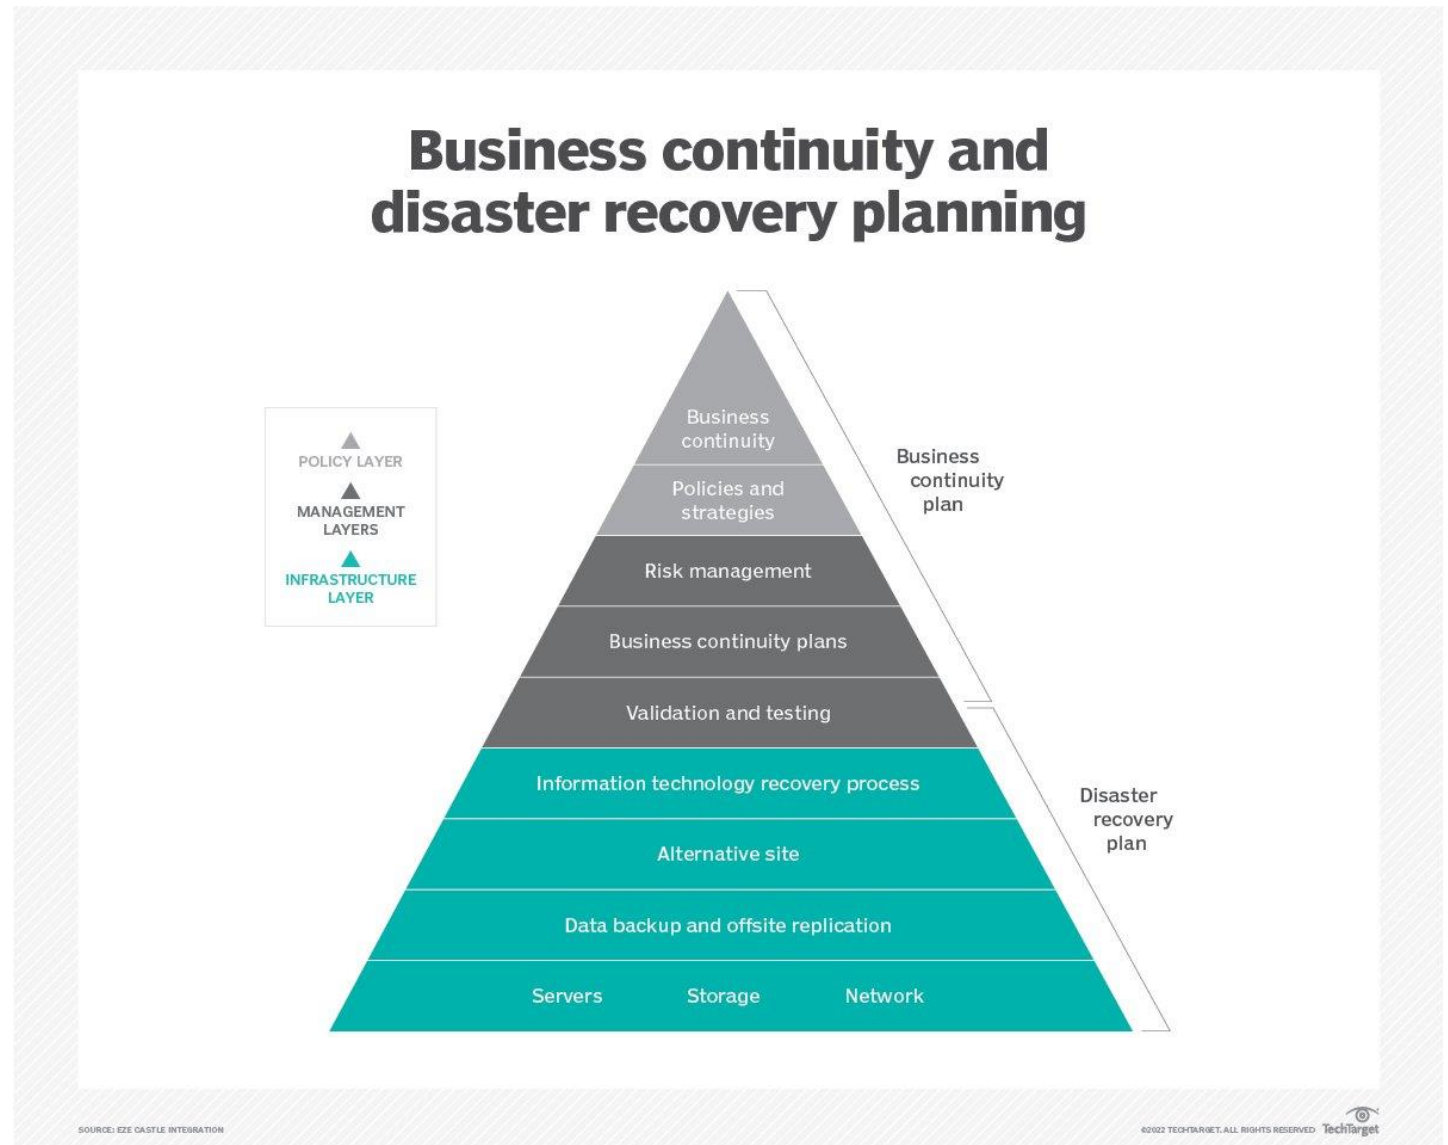 Business continuity and
disaster recovery planning
POLICY LAYER
MANAGEMENT
LAYERS
INFRASTRUCTURE
LAYER
Business
continuity
Policies and
strategies
Risk management
Business continuity plans
Validation and testing
Information technology recovery process
Alternative site
Data backup and offsite replication
Servers Storage Network
Business
continuity
plan
Disaster
recovery
plan
SOURCE: EZE CASTLE INTEGRATION
©2022 TECHTARGET. ALL RIGHTS RESERVED TechTarget